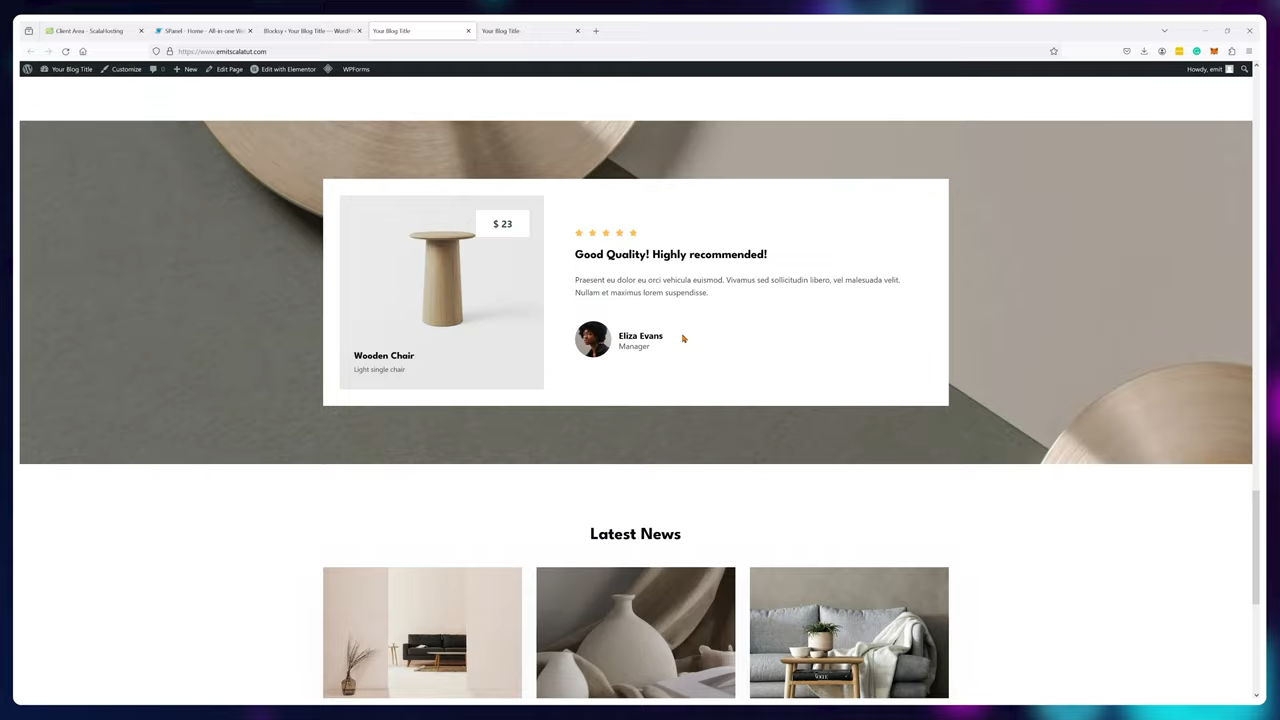 Client Area - ScalaHosting
SPanel - Home - All-in-one We
Blocksy ‹ Your Blog Title — WordPr
Your Blog Title
Your Blog Title-
https://www.emitscalatut.com
Your Blog Title
Customize
0
New
Edit Page
Edit with Elementor
WPForms
Howdy, emit
$ 23
Good Quality! Highly recommended!
Praesent eu dolor eu orci vehicula euismod. Vivamus sed sollicitudin libero, vel malesuada velit.
Nullam et maximus lorem suspendisse.
Eliza Evans
Manager
Wooden Chair
Light single chair
Latest News